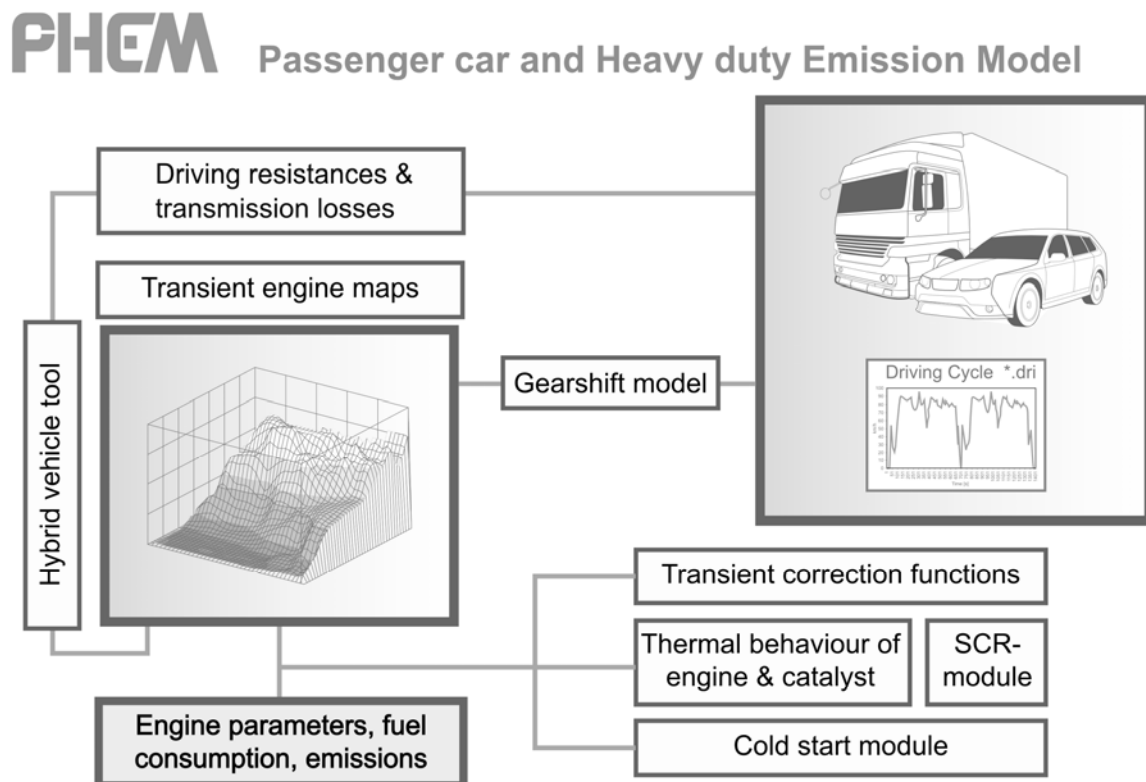 PHEM
Passenger car and Heavy duty Emission Model
Driving resistances &
transmission losses
Transient engine maps
Hybrid vehicle tool
Gearshift model
Driving Cycle *.dri
Time [s]
Transient correction functions
Thermal behaviour of
engine & catalyst
SCR-
module
Cold start module
Engine parameters, fuel
consumption, emissions